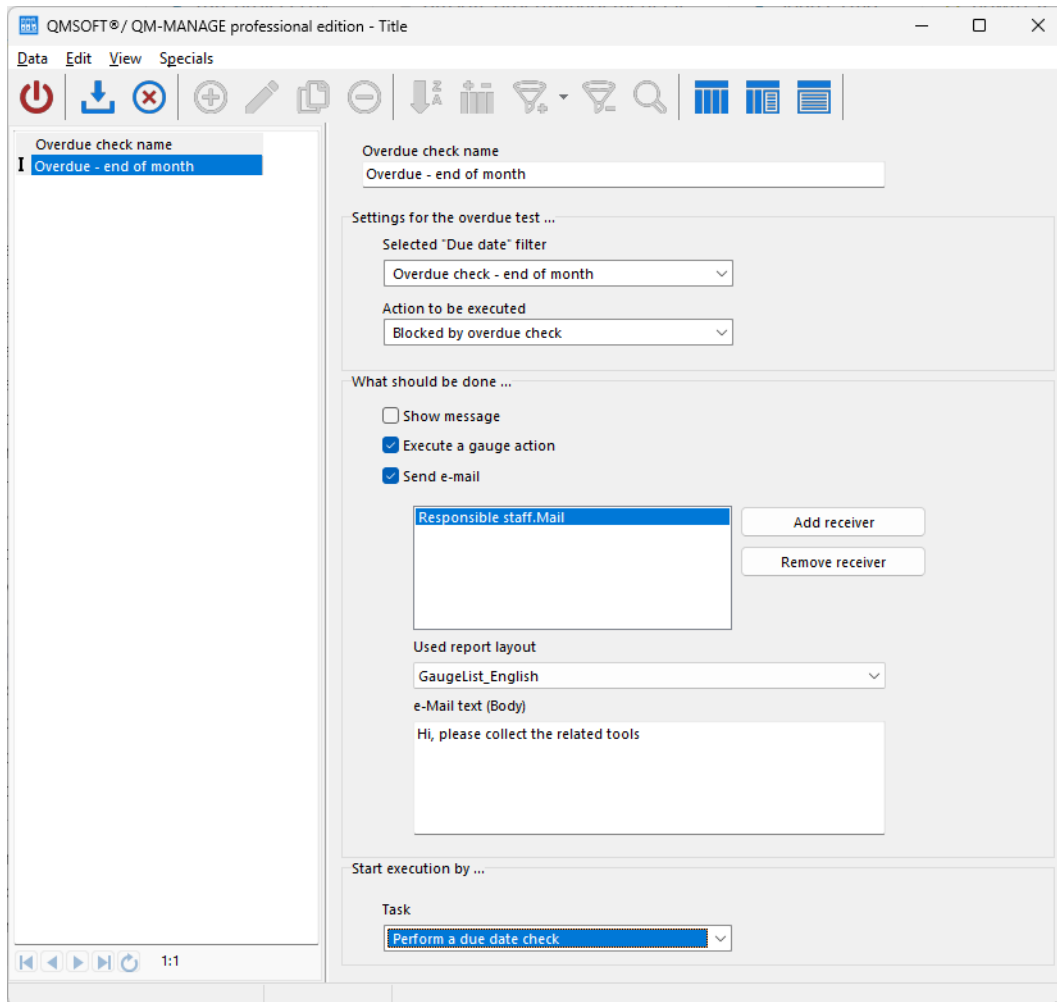 QMSOFT®/ QM-MANAGE professional edition - Title
Data Edit View Specials
Overdue check name
Overdue - end of month
Overdue check name
Overdue - end of month
Settings for the overdue test ...
Selected "Due date" filter
Overdue check - end of month
Action to be executed
Blocked by overdue check
What should be done ...
Show message
Execute a gauge action
Send e-mail
Responsible staff.Mail
Add receiver
Remove receiver
Used report layout
GaugeList_English
e-Mail text (Body)
Hi, please collect the related tools
Start execution by ...
Task
Perform a due date check
1:1